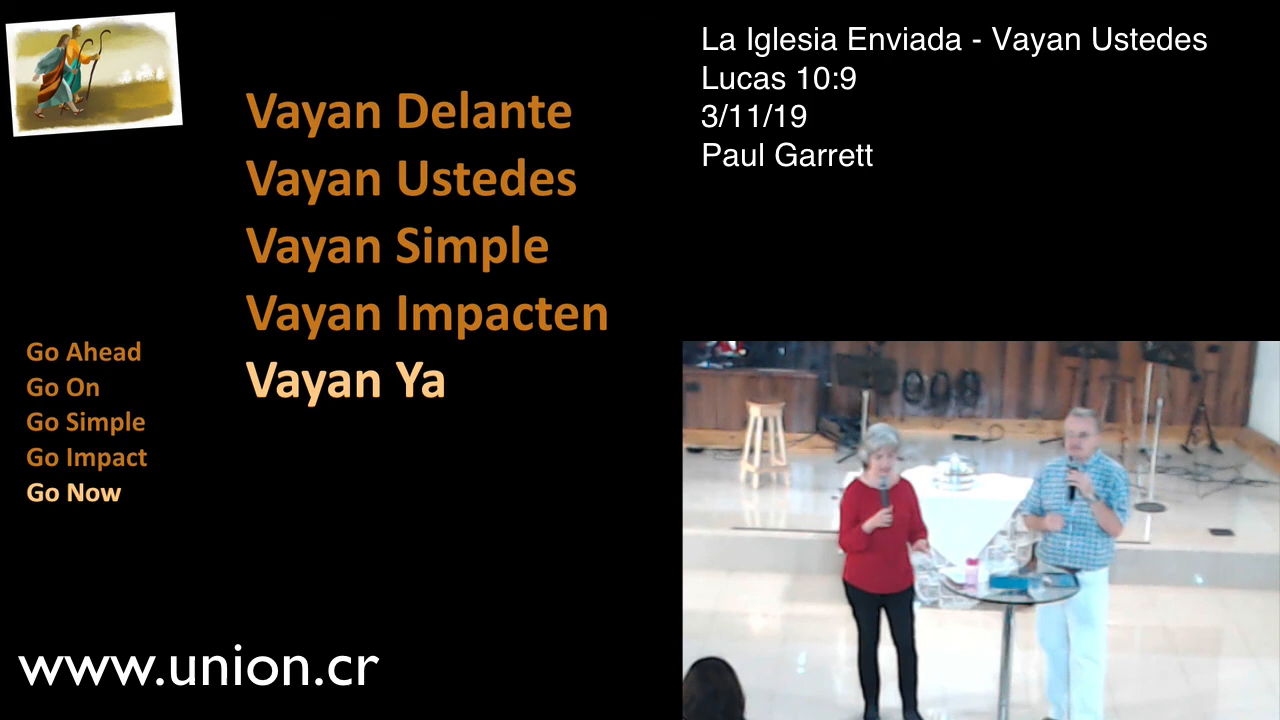 La Iglesia Enviada - Vayan Ustedes
Lucas 10:9
3/11/19
Paul Garrett
Vayan Delante
Vayan Ustedes
Vayan Simple
Vayan Impacten
Vayan Ya
Go Ahead
Go On
Go Simple
Go Impact
Go Now
www.union.cr